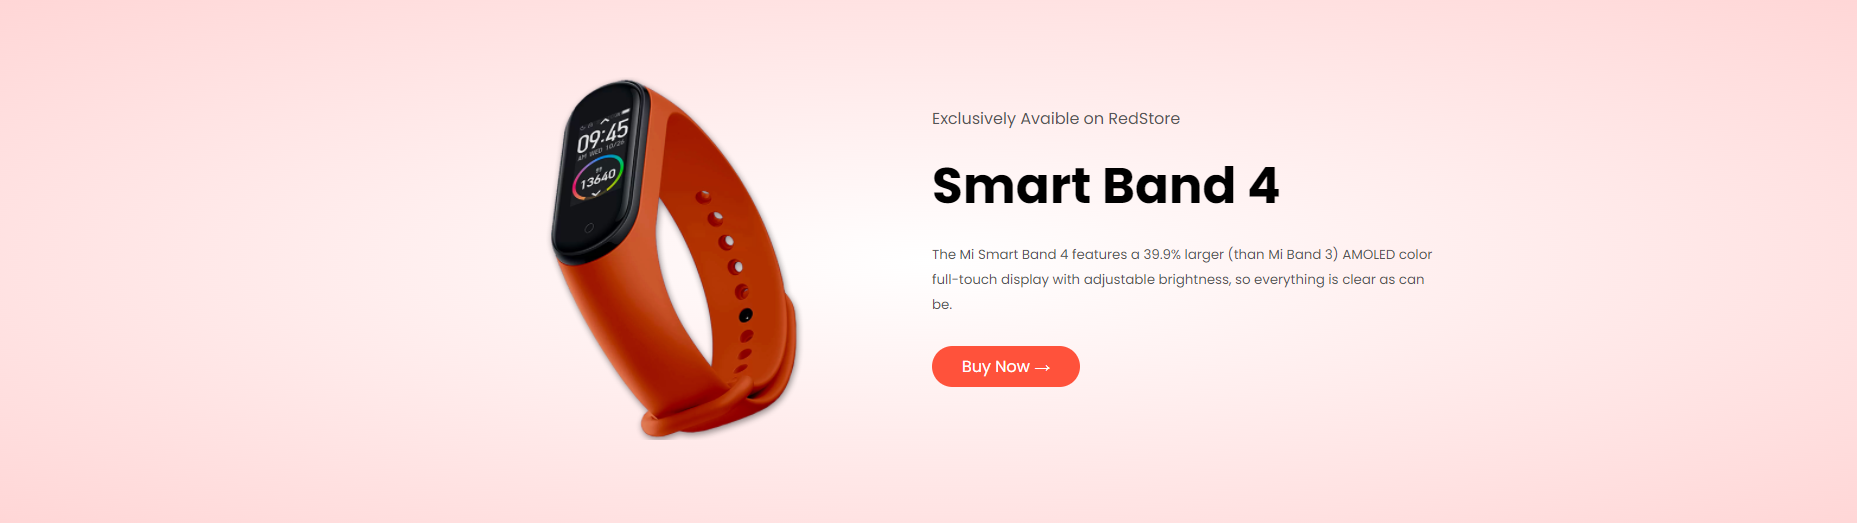 09:45
AM WED 10/26
13640
Exclusively Avaible on RedStore
Smart Band 4
The Mi Smart Band 4 features a 39.9% larger (than Mi Band 3) AMOLED color
full-touch display with adjustable brightness, so everything is clear as can
be.
Buy Now →